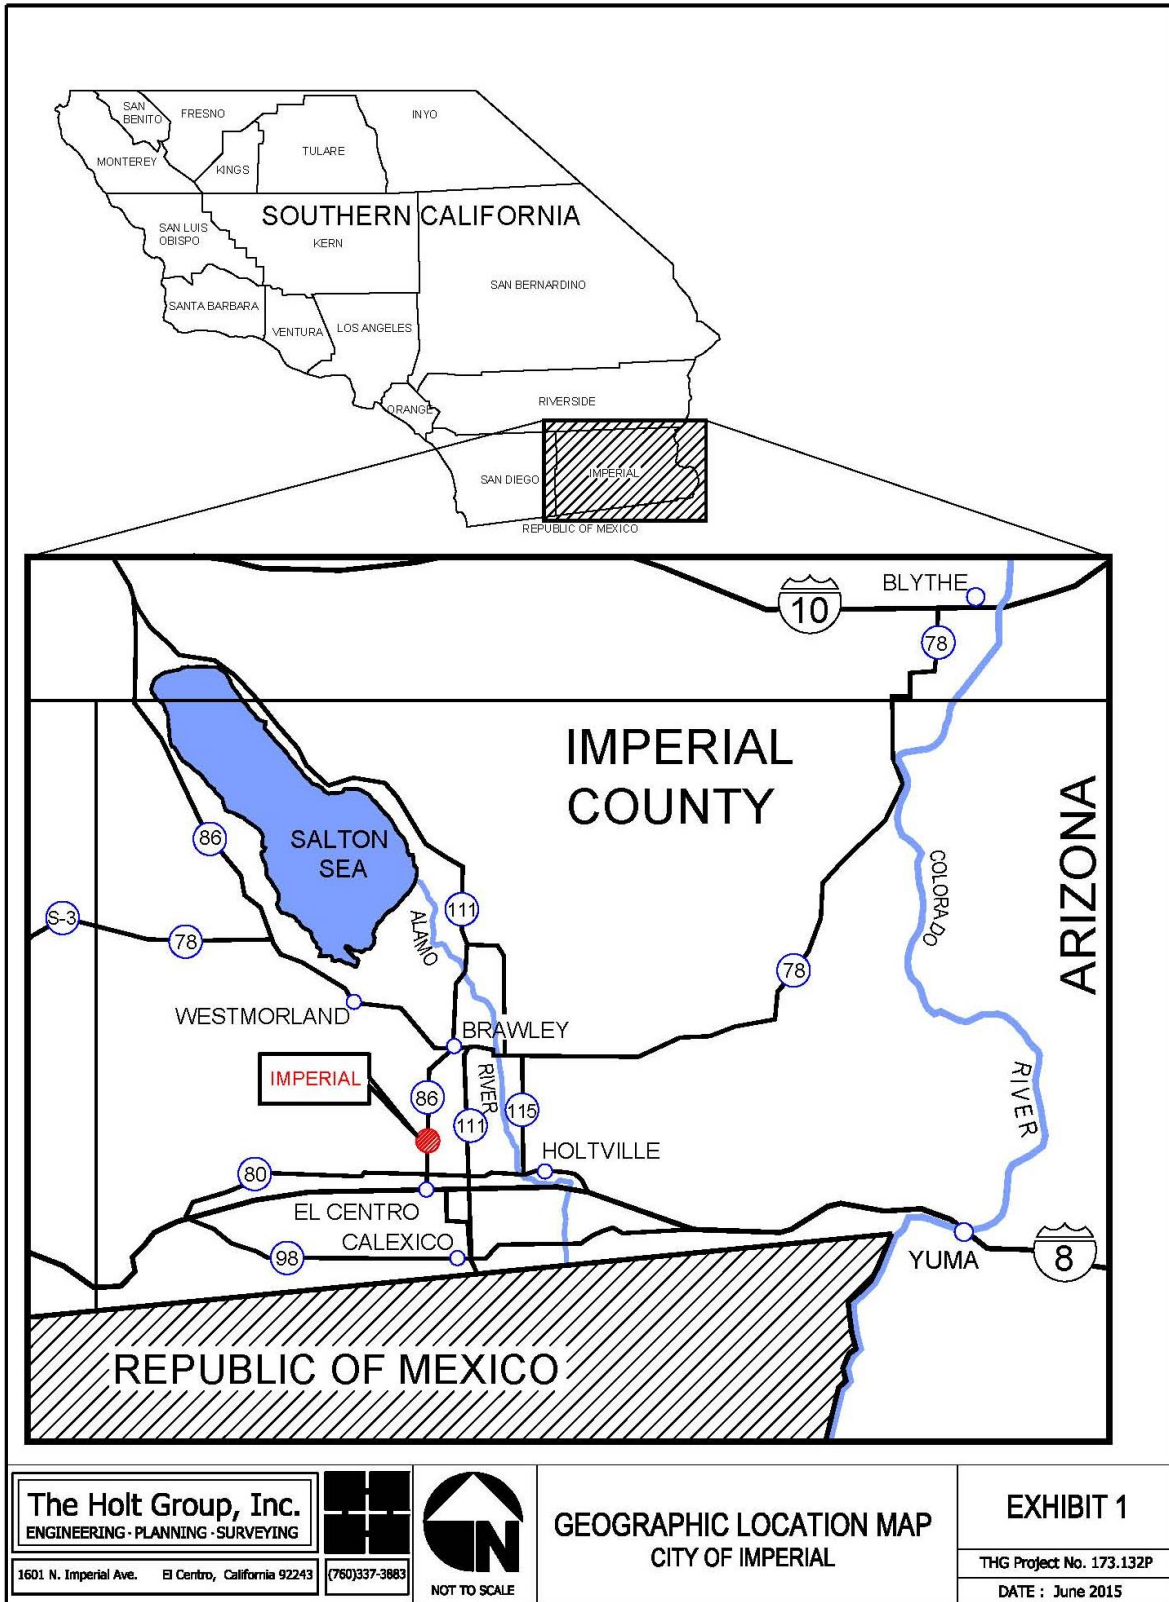 SAN
BENITO
FRESNO
INYO
MONTEREY
KINGS
TULARE
SOUTHERN CALIFORNIA
SAN LUIS
OBISPO
KERN
SAN BERNARDINO
SANTA BARBARA
VENTURA
LOS ANGELES
ORANGE
RIVERSIDE
SAN DIEGO
IMPERIAL
REPUBLIC OF MEXICO
BLYTHE
10
78
IMPERIAL
COUNTY
ARIZONA
86
SALTON
SEA
COLORADO
S-3
78
111
ALAMO
78
WESTMORLAND
BRAWLEY
IMPERIAL
86
RIVER
111
115
RIVER
HOLTVILLE
80
EL CENTRO
CALEXICO
98
YUMA
8
REPUBLIC OF MEXICO
The Holt Group, Inc.
ENGINEERING · PLANNING · SURVEYING
1601 N. Imperial Ave. El Centro, California 92243
(760)337-3883
N
NOT TO SCALE
GEOGRAPHIC LOCATION MAP
CITY OF IMPERIAL
EXHIBIT 1
THG Project No. 173.132P
DATE : June 2015